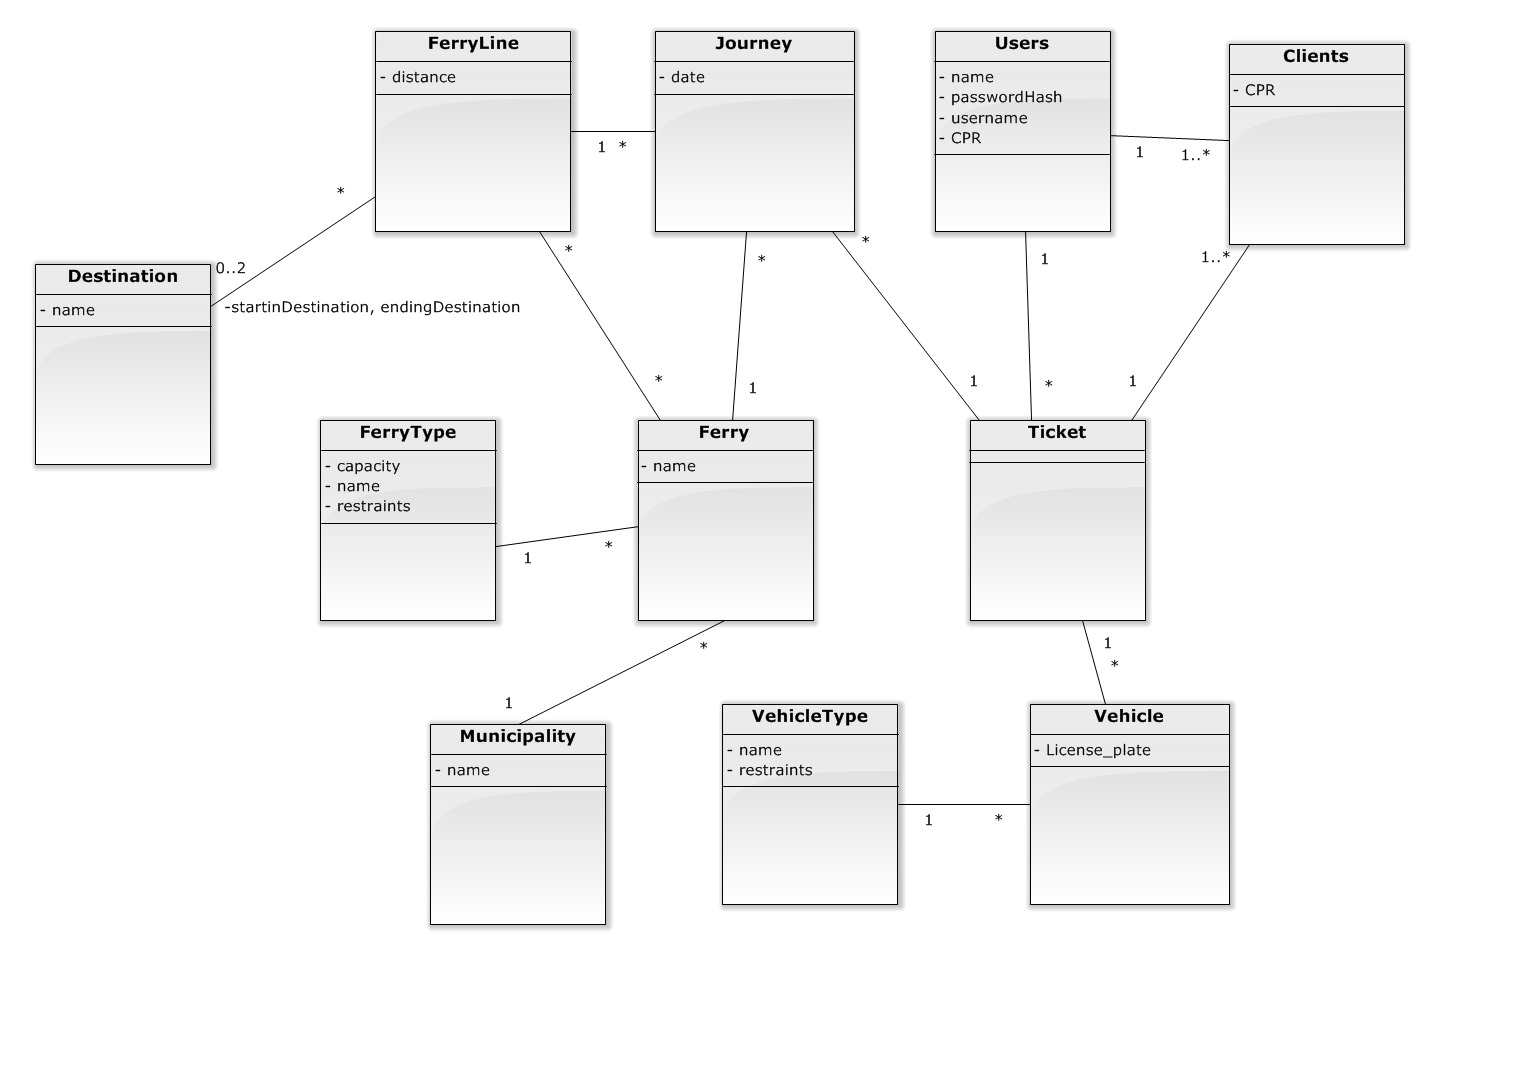 FerryLine
- distance
Journey
- date
Users
- name
- passwordHash
- username
- CPR
Clients
- CPR
1 *
1
1..*
*
0..2
-startinDestination, endingDestination
Destination
- name
*
*
*
1
*
1
1
*
1..*
1
FerryType
- capacity
- name
- restraints
Ferry
- name
Ticket
1
*
*
1
1
*
Municipality
- name
VehicleType
- name
- restraints
Vehicle
- License_plate
1
*